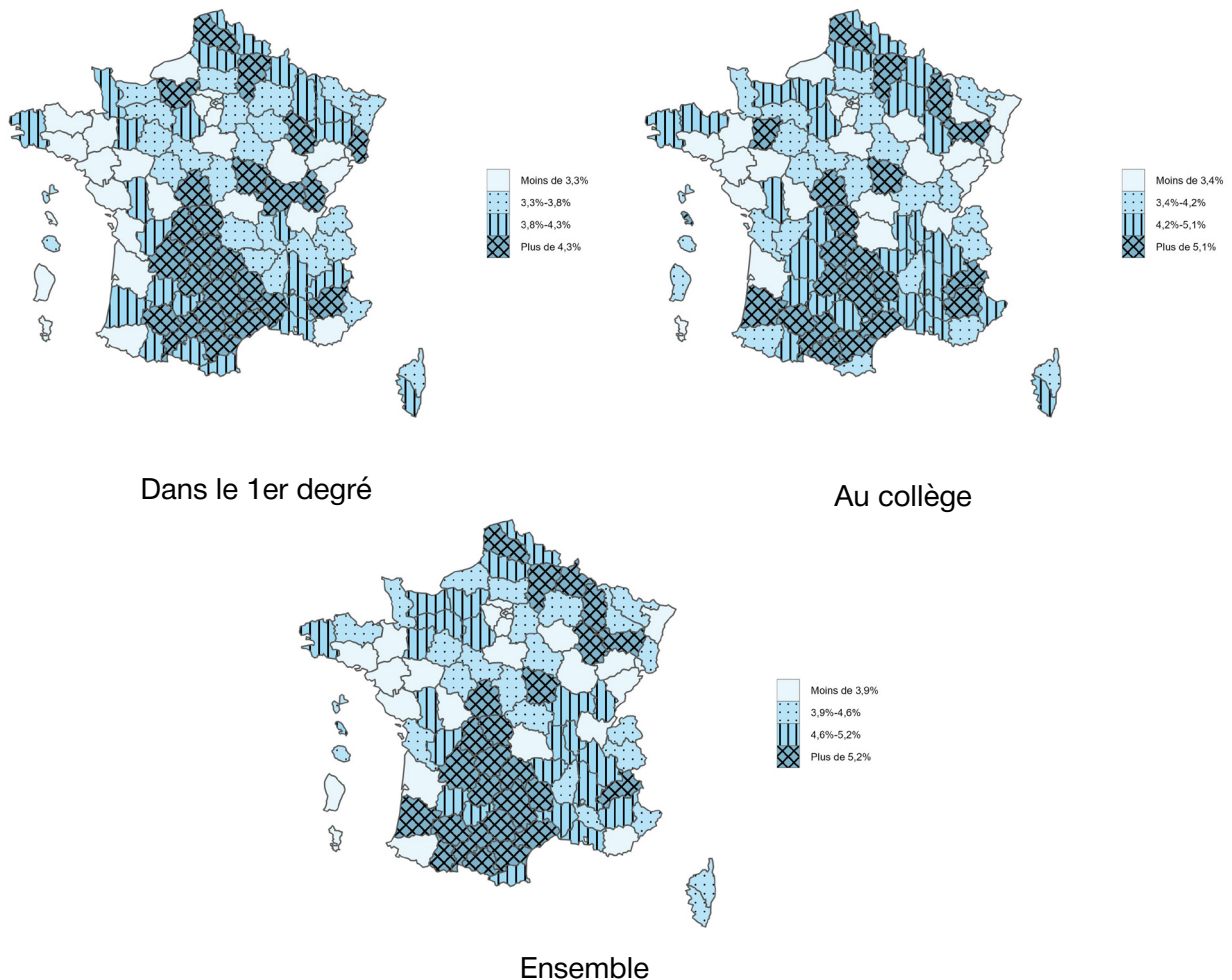 Moins de 3,3%
3,3%-3,8%
3,8%-4,3%
Plus de 4,3%
Dans le 1er degré
Moins de 3,4%
3,4%-4,2%
4,2%-5,1%
Plus de 5,1%
Au collège
Moins de 3,9%
3,9%-4,6%
4,6%-5,2%
Plus de 5,2%
Ensemble